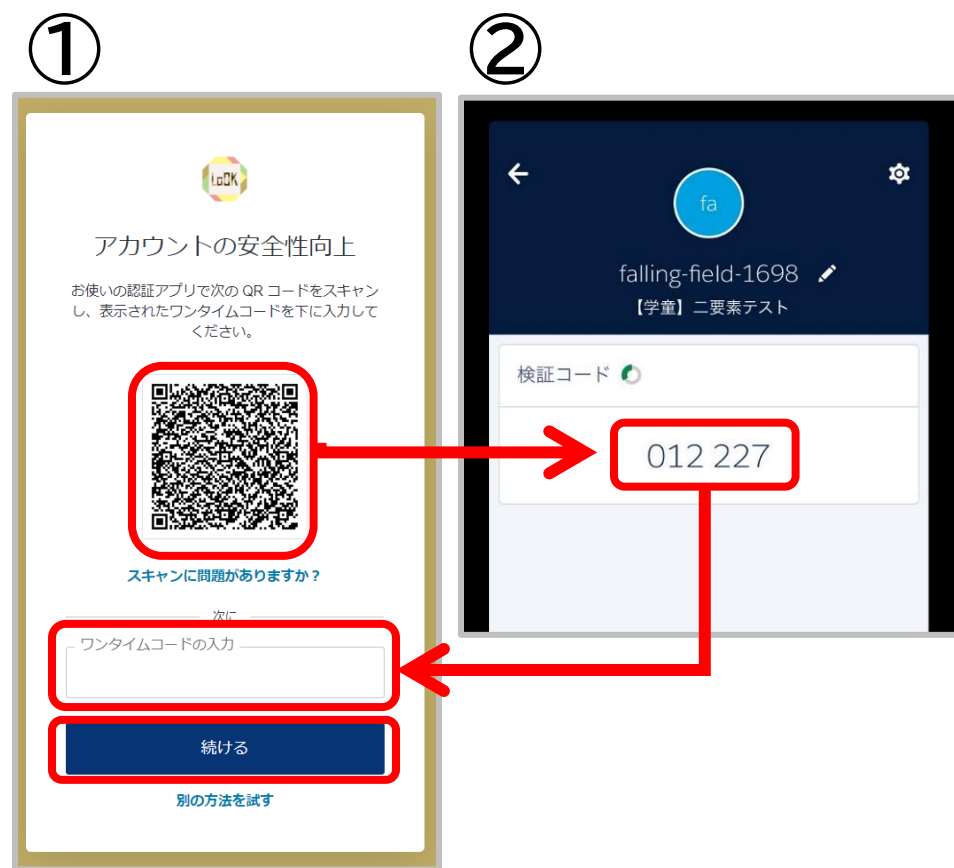 ①
LoOK
アカウントの安全性向上
お使いの認証アプリで次の QR コードをスキャン
し、表示されたワンタイムコードを下に入力して
ください。
スキャンに問題がありますか？
次に
ワンタイムコードの入力
続ける
別の方法を試す
②
fa
falling-field-1698
【学童】二要素テスト
検証コード
012 227